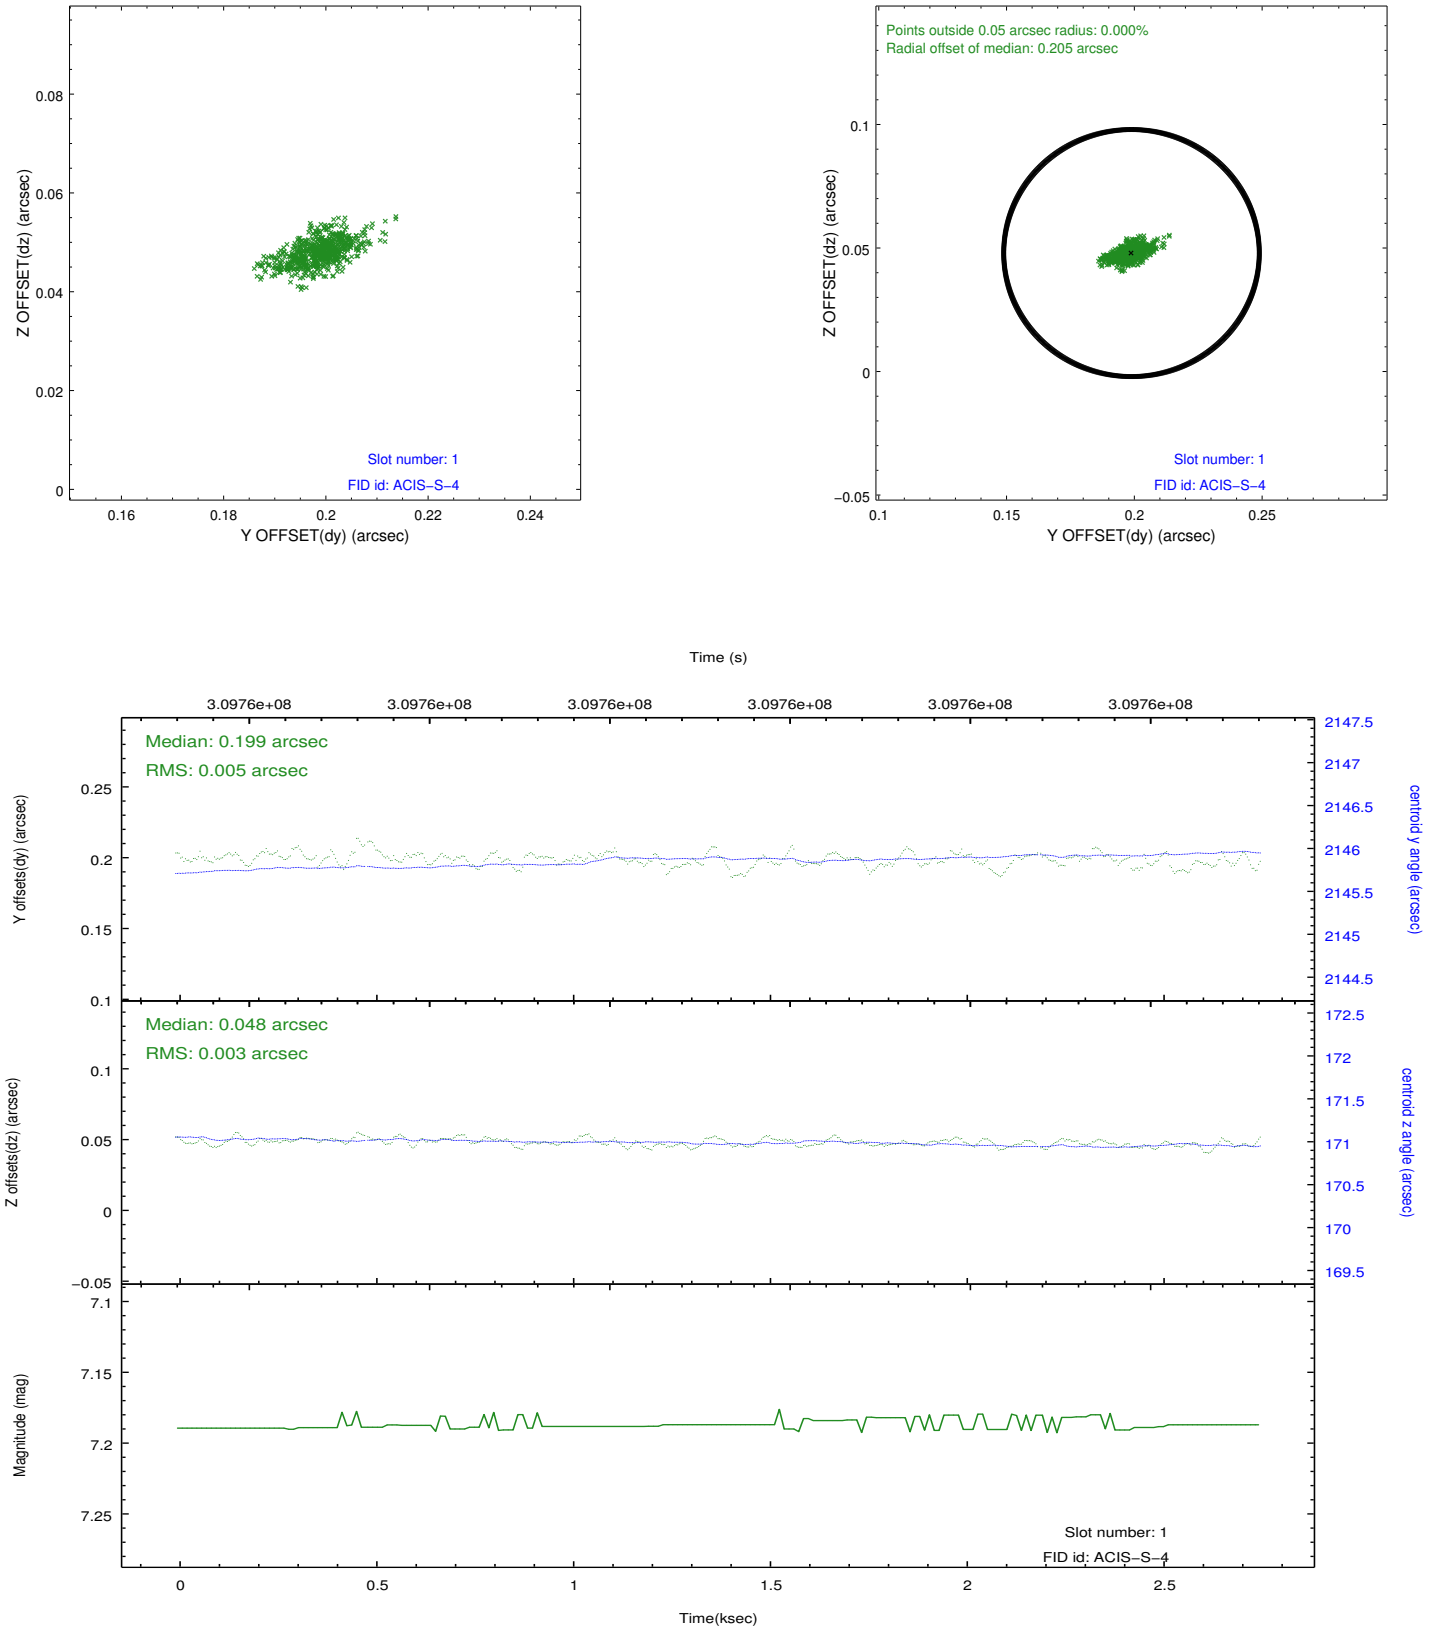 0.08
0.06
0.04
0.02
0
Z OFFSET(dz) (arcsec)
Slot number: 1
FID id: ACIS−S−4
0.16 0.18 0.2 0.22 0.24
Y OFFSET(dy) (arcsec)
Points outside 0.05 arcsec radius: 0.000%
Radial offset of median: 0.205 arcsec
0.1
0.05
0
−0.05
Z OFFSET(dz) (arcsec)
Slot number: 1
FID id: ACIS−S−4
0.1 0.15 0.2 0.25
Y OFFSET(dy) (arcsec)
Time (s)
3.0976e+08 3.0976e+08 3.0976e+08 3.0976e+08 3.0976e+08 3.0976e+08
Median: 0.199 arcsec
RMS: 0.005 arcsec
0.25
0.2
0.15
0.1
Y offsets(dy) (arcsec)
2147.5
2147
2146.5
2146
2145.5
2145
2144.5
centroid y angle (arcsec)
Median: 0.048 arcsec
RMS: 0.003 arcsec
0.1
0.05
0
−0.05
Z offsets(dz) (arcsec)
172.5
172
171.5
171
170.5
170
169.5
centroid z angle (arcsec)
7.1
7.15
7.2
7.25
Magnitude (mag)
Slot number: 1
FID id: ACIS−S−4
0 0.5 1 1.5 2 2.5
Time(ksec)